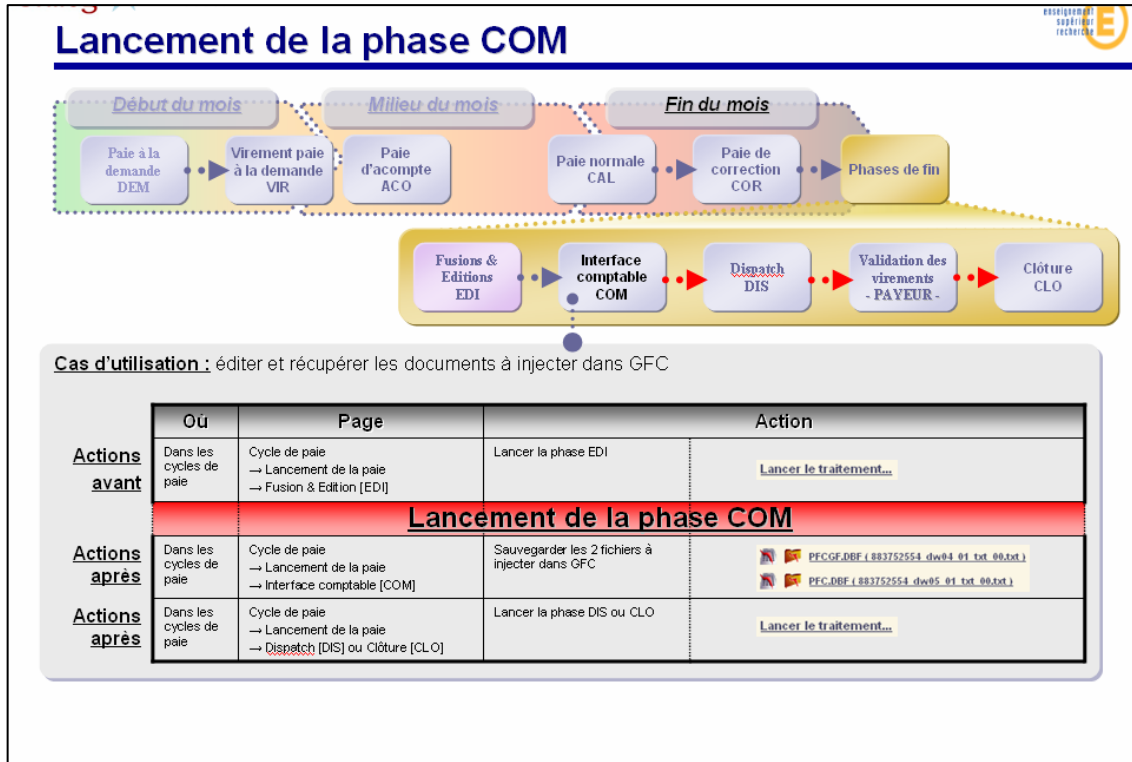 enseignement
supérieur
recherche
Lancement de la phase COM
Début du mois
Milieu du mois
Fin du mois
Paie à la
demande
DEM
Virement paie
à la demande
VIR
Paie
d'acompte
ACO
Paie normale
CAL
Paie de
correction
COR
Phases de fin
Fusions &
Editions
EDI
Interface
comptable
COM
Dispatch
DIS
Validation des
virements
- PAYEUR -
Clôture
CLO
Cas d'utilisation : éditer et récupérer les documents à injecter dans GFC
Où
Page
Action
Actions
avant
Dans les
cycles de
paie
Cycle de paie
→ Lancement de la paie
→ Fusion & Edition [EDI]
Lancer la phase EDI
Lancer le traitement...
Lancement de la phase COM
Actions
après
Dans les
cycles de
paie
Cycle de paie
→ Lancement de la paie
→ Interface comptable [COM]
Sauvegarder les 2 fichiers à
injecter dans GFC
PFCGF.DBF ( 883752554_dw04_01_txt_00.txt )
PFC.DBF ( 883752554_dw05_01_txt_00.txt )
Actions
après
Dans les
cycles de
paie
Cycle de paie
→ Lancement de la paie
→ Dispatch [DIS] ou Clôture [CLO]
Lancer la phase DIS ou CLO
Lancer le traitement...